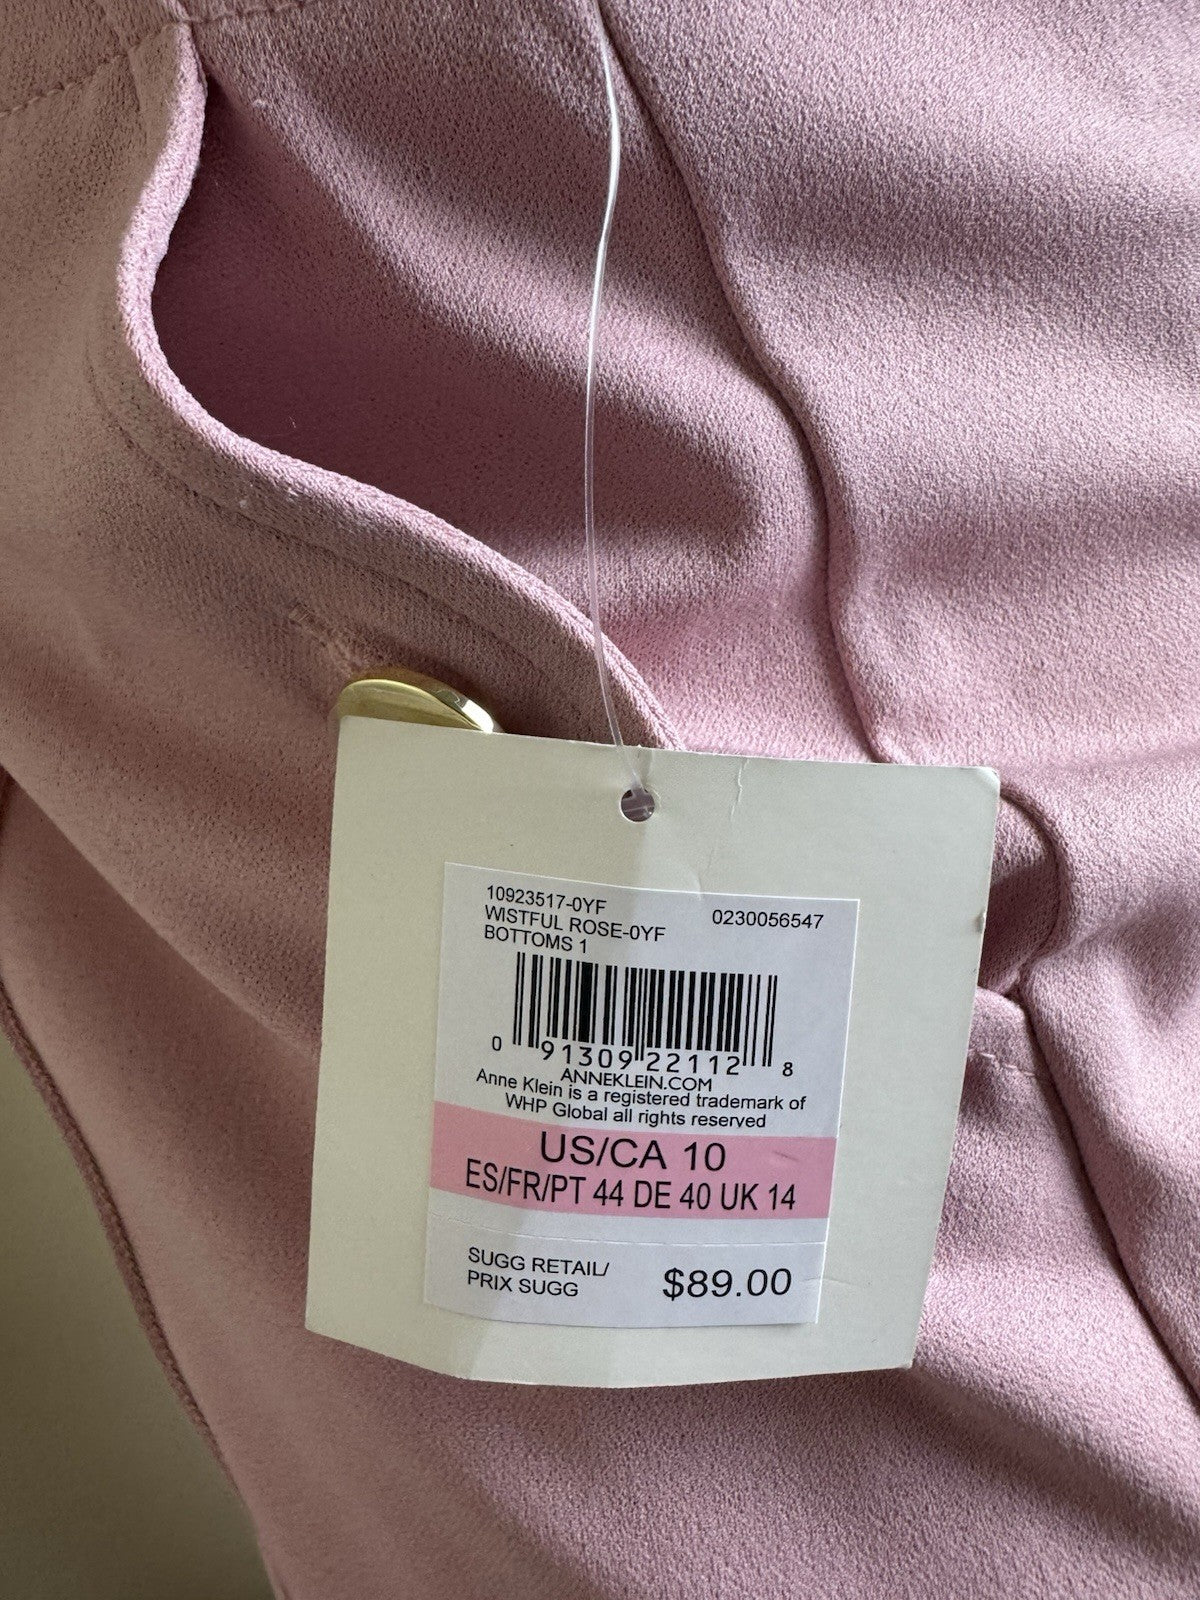 10923517-0YF
WISTFUL ROSE-0YF 0230056547
BOTTOMS 1
0 91309 22112 8
ANNEKLEIN.COM
Anne Klein is a registered trademark of
WHP Global all rights reserved
US/CA 10
ES/FR/PT 44 DE 40 UK 14
SUGG RETAIL/
PRIX SUGG $89.00